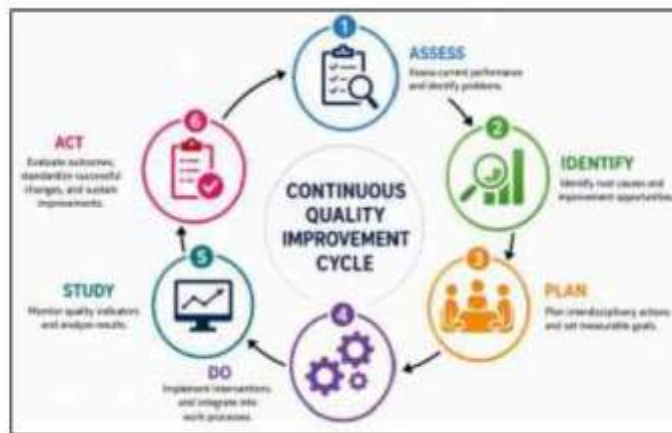 1
ASSESS
Assess current performance
and identify problems.
2
IDENTIFY
Identify root causes and
improvement opportunities.
3
PLAN
Plan interdisciplinary actions
and set measurable goals.
4
DO
Implement interventions
and integrate into
work processes.
5
STUDY
Monitor quality indicators
and analyze results.
6
ACT
Evaluate outcomes,
standardize successful
changes, and sustain
improvements.
CONTINUOUS
QUALITY
IMPROVEMENT
CYCLE